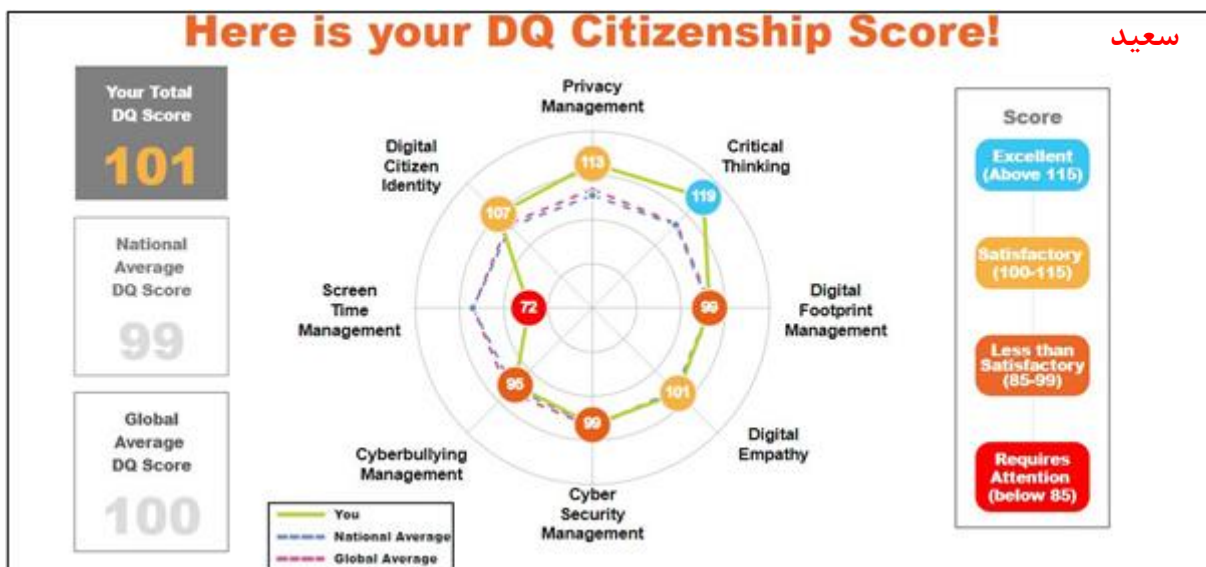 Here is your DQ Citizenship Score!
سعيد
Your Total
DQ Score
101
National
Average
DQ Score
99
Global
Average
DQ Score
100
Privacy
Management
113
Critical
Thinking
119
Digital
Footprint
Management
99
Digital
Empathy
101
Cyber
Security
Management
99
Cyberbullying
Management
95
Screen
Time
Management
72
Digital
Citizen
Identity
107
You
National Average
Global Average
Score
Excellent
(Above 115)
Satisfactory
(100-115)
Less than
Satisfactory
(85-99)
Requires
Attention
(below 85)